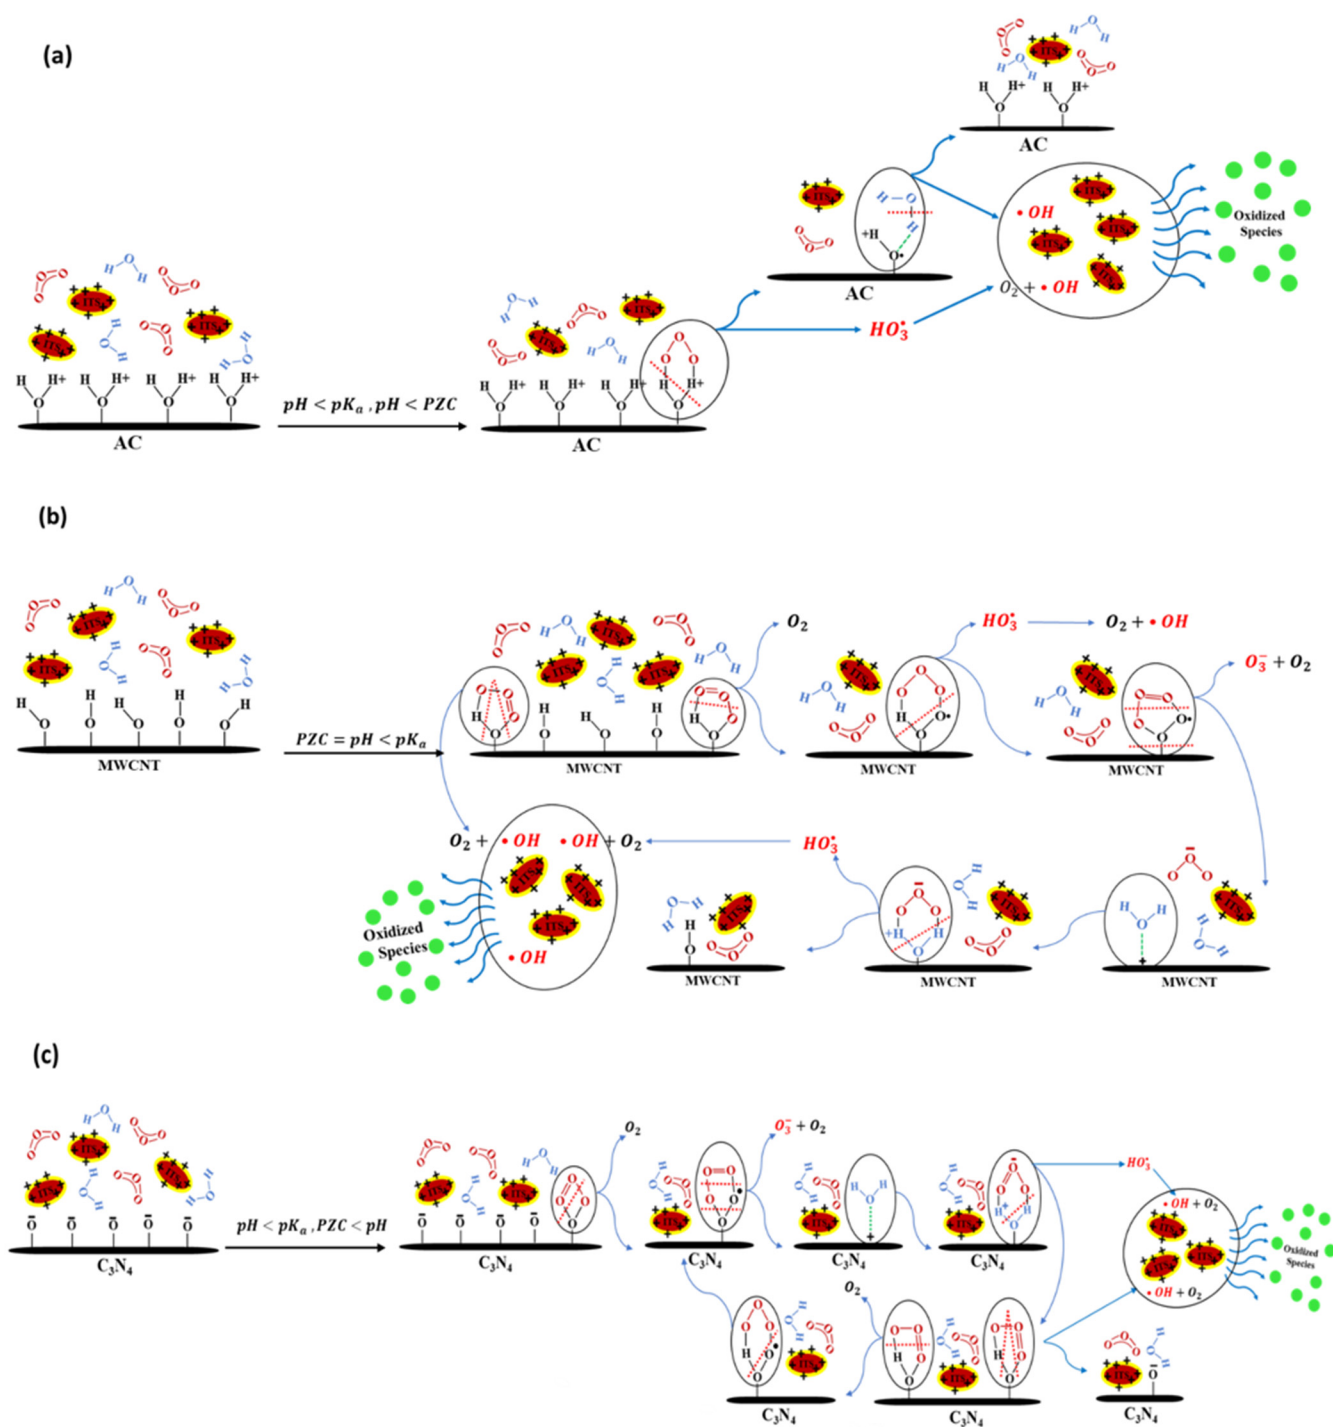 (a)
AC
pH < pKₐ , pH < PZC
AC
AC
AC
HO₃•
• OH
O₂ + • OH
Oxidized
Species
(b)
MWCNT
PZC = pH < pKₐ
MWCNT
O₂
MWCNT
HO₃•
O₂ + • OH
MWCNT
O₃⁻ + O₂
O₂ + • OH • OH + O₂
• OH
Oxidized
Species
MWCNT
HO₃•
MWCNT
MWCNT
(c)
C₃N₄
pH < pKₐ , PZC < pH
C₃N₄
O₂
C₃N₄
O₃⁻ + O₂
C₃N₄
C₃N₄
HO₃•
• OH + O₂
• OH + O₂
Oxidized
Species
C₃N₄
O₂
C₃N₄
C₃N₄